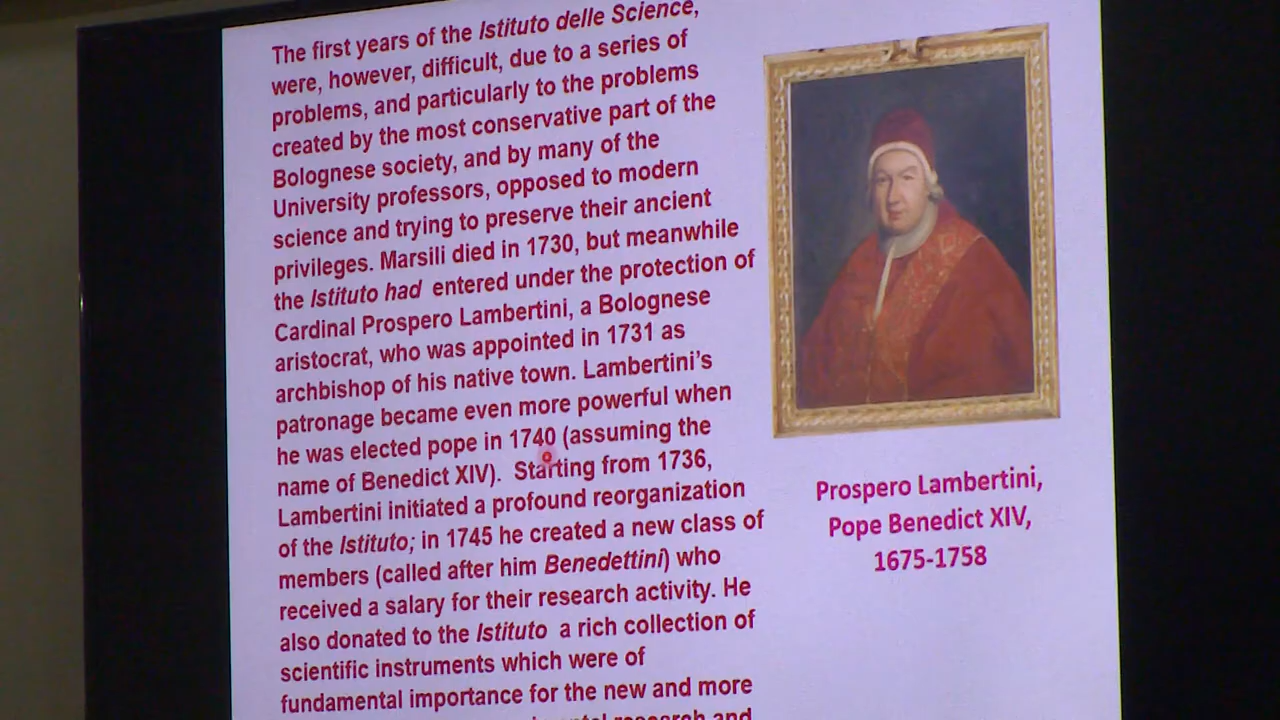 The first years of the Istituto delle Science,
were, however, difficult, due to a series of
problems, and particularly to the problems
created by the most conservative part of the
Bolognese society, and by many of the
University professors, opposed to modern
science and trying to preserve their ancient
privileges. Marsili died in 1730, but meanwhile
the Istituto had entered under the protection of
Cardinal Prospero Lambertini, a Bolognese
aristocrat, who was appointed in 1731 as
archbishop of his native town. Lambertini's
patronage became even more powerful when
he was elected pope in 1740 (assuming the
name of Benedict XIV). Starting from 1736,
Lambertini initiated a profound reorganization
of the Istituto; in 1745 he created a new class of
members (called after him Benedettini) who
received a salary for their research activity. He
also donated to the Istituto a rich collection of
scientific instruments which were of
fundamental importance for the new and more
research and
Prospero Lambertini,
Pope Benedict XIV,
1675-1758